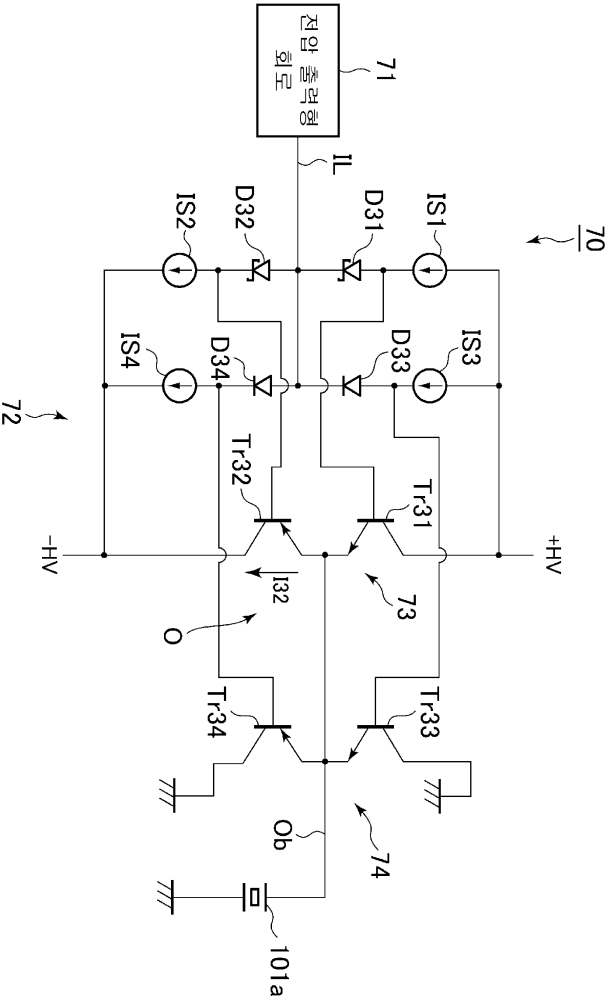 70
+HV
IS3
IS1
Tr33
Tr31
73
D33
71
74
D31
IL
전압 출력형
회로
Ob
I32
101a
D32
Tr32
D34
Tr34
IS2
O
IS4
−HV
72